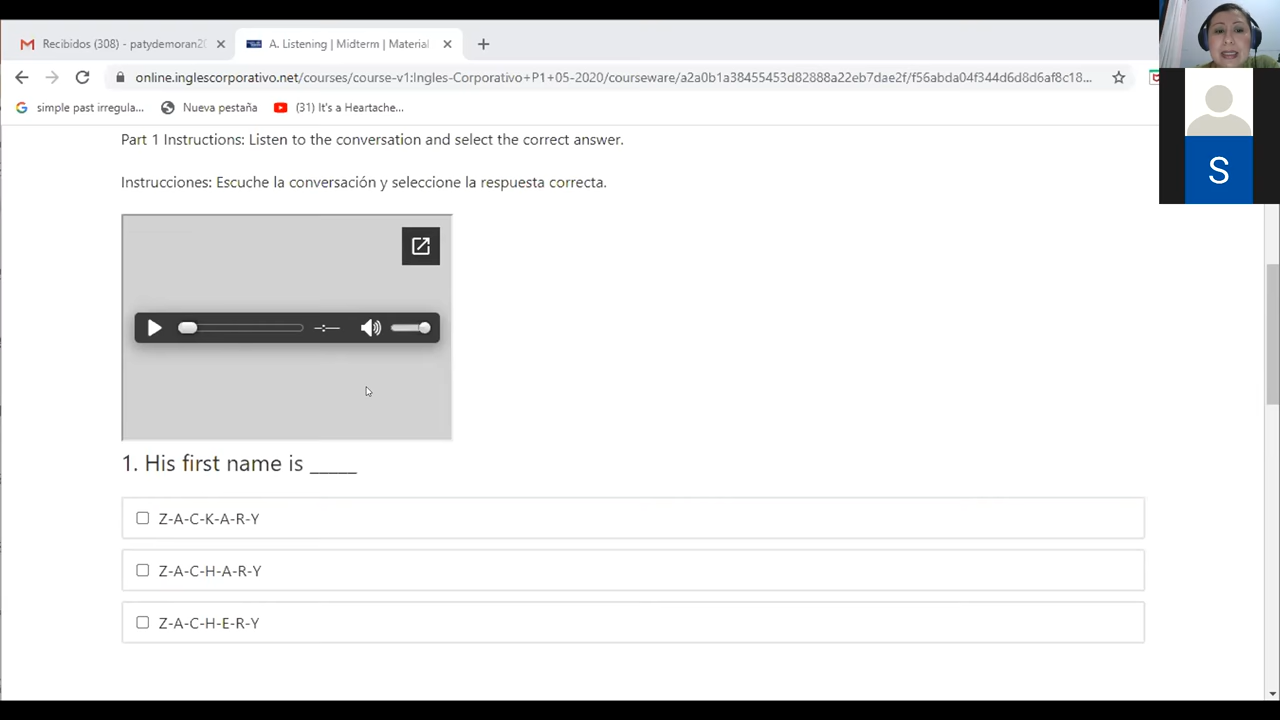 Recibidos (308) - patydemoran20
A. Listening | Midterm | Material
online.inglescorporativo.net/courses/course-v1:Ingles-Corporativo+P1+05-2020/courseware/a2a0b1a38455453d82888a22eb7dae2f/f56abda04f344d6d8d6af8c18...
simple past irregula...
Nueva pestaña
(31) It's a Heartache...
Part 1 Instructions: Listen to the conversation and select the correct answer.
Instrucciones: Escuche la conversación y seleccione la respuesta correcta.
-:--
1. His first name is _____
Z-A-C-K-A-R-Y
Z-A-C-H-A-R-Y
Z-A-C-H-E-R-Y
S